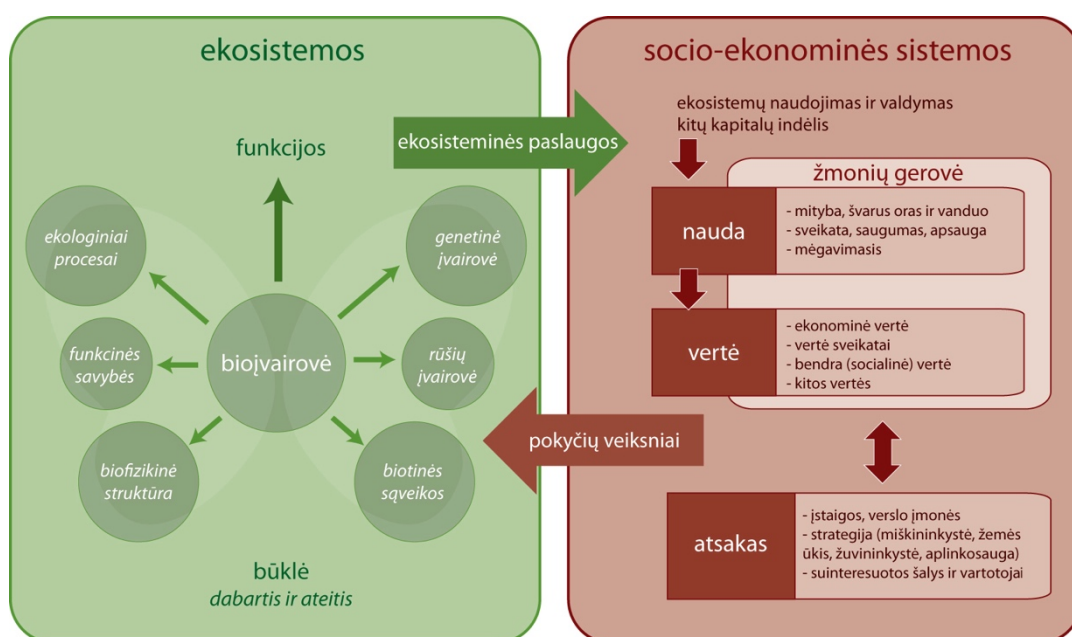 ekosistemos
funkcijos
ekologiniai
procesai
genetinė
įvairovė
funkcinės
savybės
bioįvairovė
rūšių
įvairovė
biofizikinė
struktūra
biotinės
sąveikos
būklė
dabartis ir ateitis
ekosisteminės paslaugos
pokyčių veiksniai
socio-ekonominės sistemos
ekosistemų naudojimas ir valdymas
kitų kapitalų indėlis
žmonių gerovė
nauda
- mityba, švarus oras ir vanduo
- sveikata, saugumas, apsauga
- mėgavimasis
vertė
- ekonominė vertė
- vertė sveikatai
- bendra (socialinė) vertė
- kitos vertės
atsakas
- įstaigos, verslo įmonės
- strategija (miškininkystė, žemės
ūkis, žuvininkystė, aplinkosauga)
- suinteresuotos šalys ir vartotojai